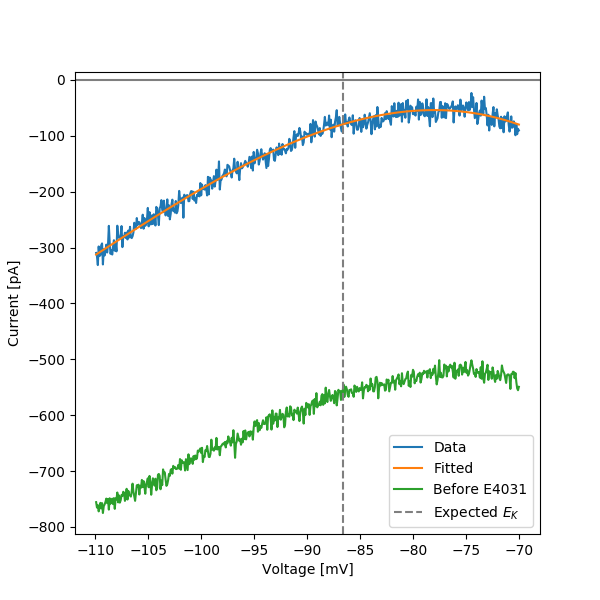 0
−100
−200
−300
−400
−500
−600
−700
−800
Current [pA]
−110 −105 −100 −95 −90 −85 −80 −75 −70
Voltage [mV]
Data
Fitted
Before E4031
Expected E_K